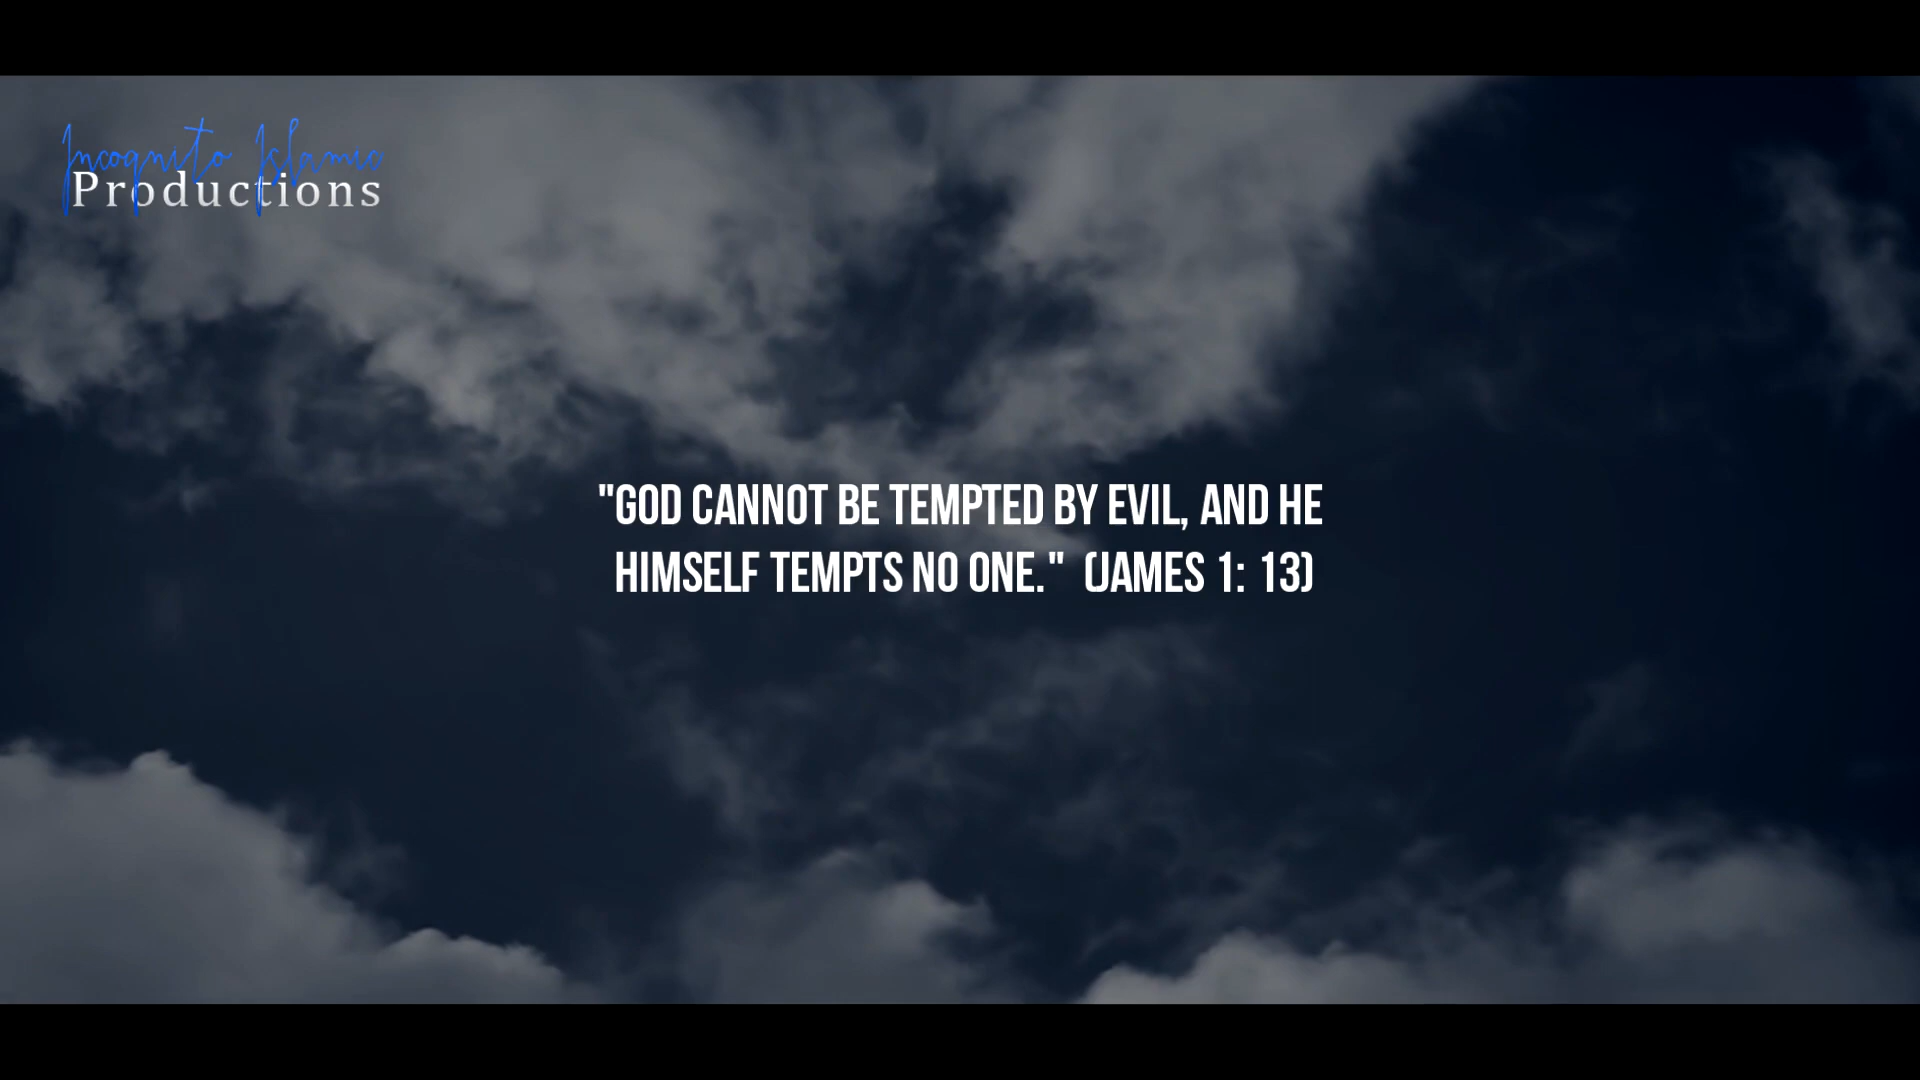 Incognito Islamic
Productions
"GOD CANNOT BE TEMPTED BY EVIL, AND HE
HIMSELF TEMPTS NO ONE." (JAMES 1: 13)